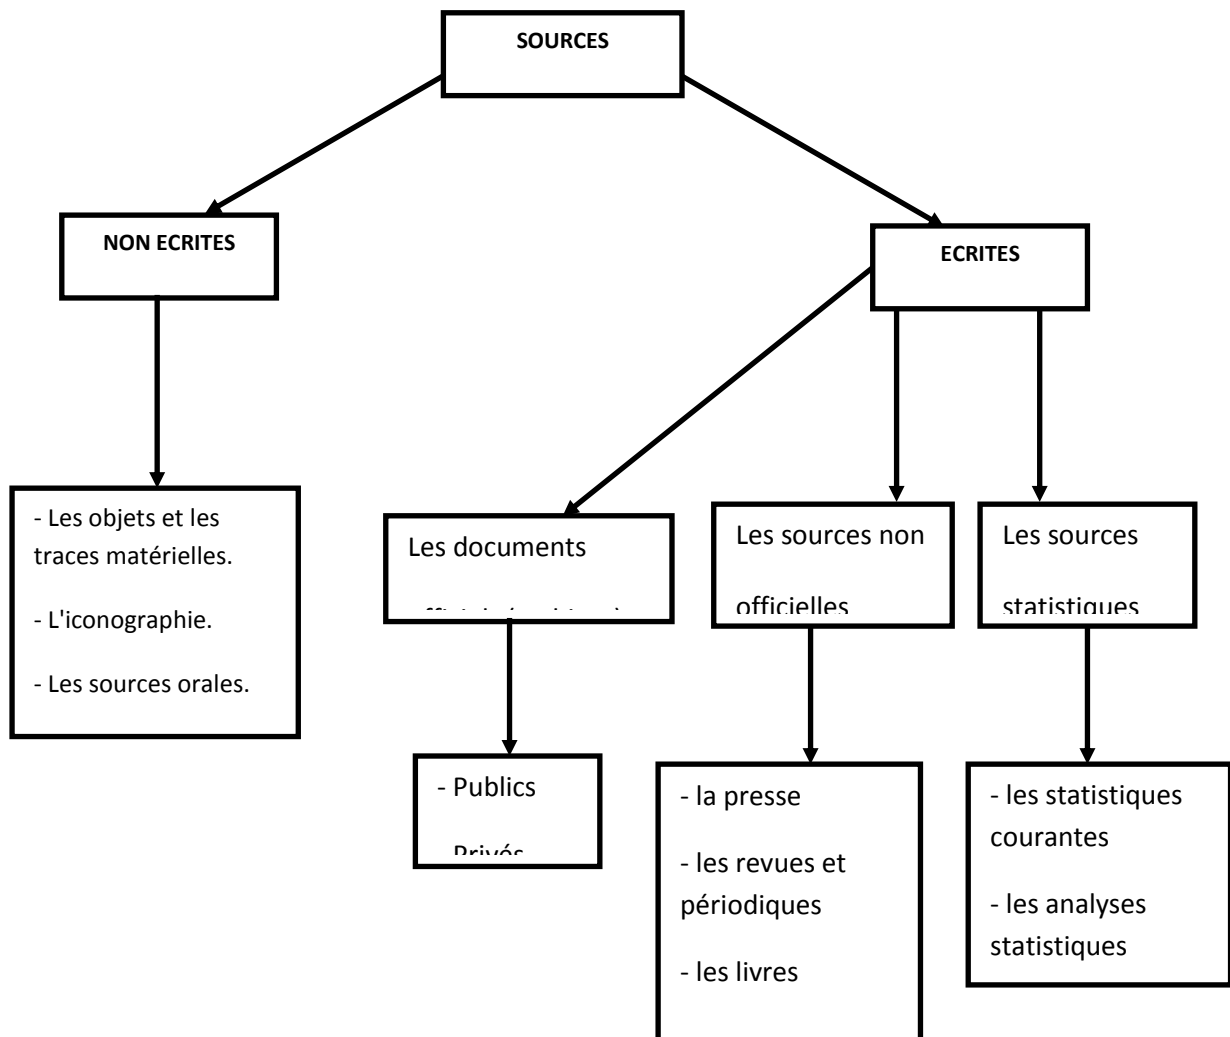 SOURCES
NON ECRITES
ECRITES
- Les objets et les
traces matérielles.
- L'iconographie.
- Les sources orales.
Les documents
Les sources non
officielles
Les sources
statistiques
- Publics
Privés
- la presse
- les revues et
périodiques
- les livres
- les statistiques
courantes
- les analyses
statistiques